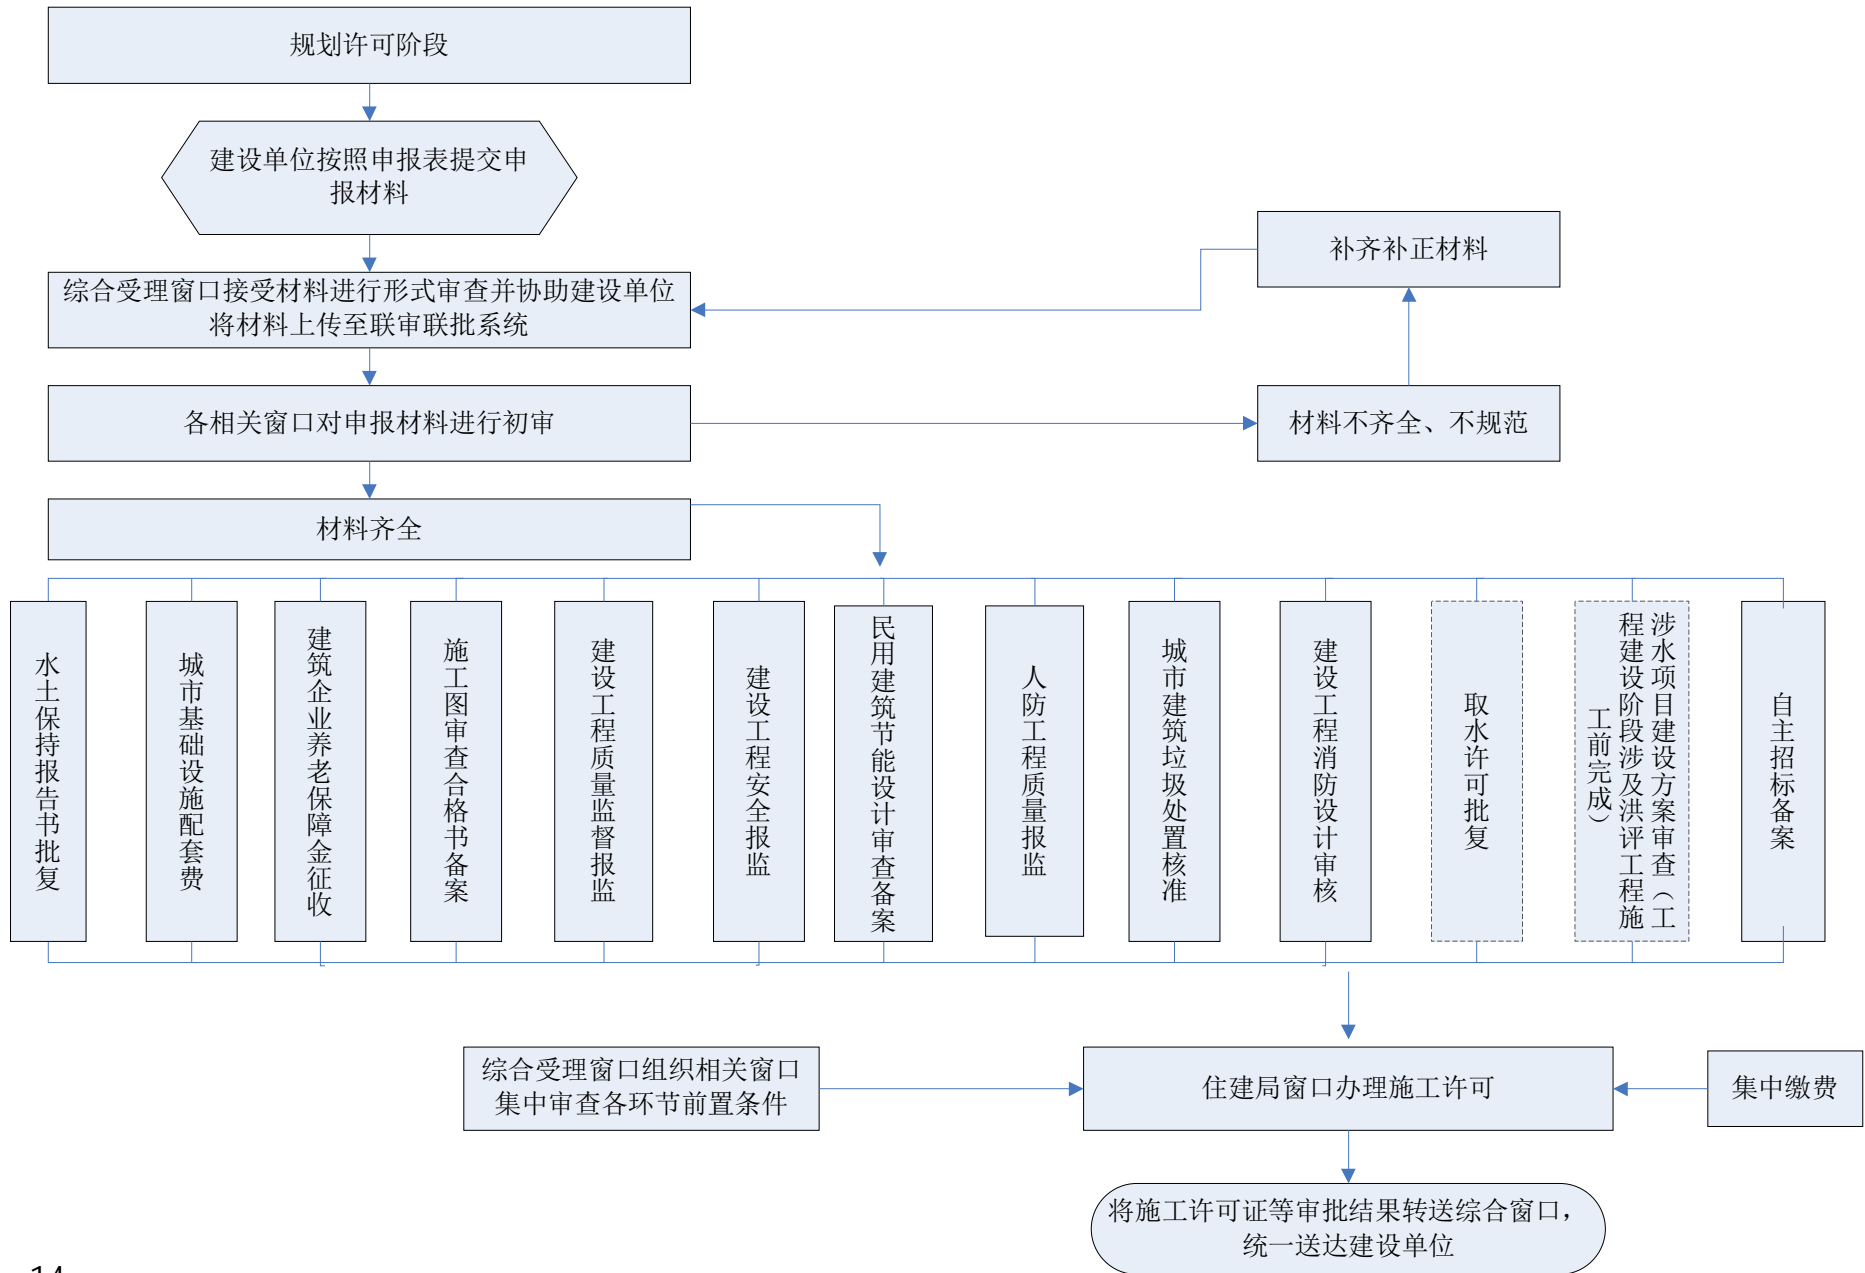 规划许可阶段
建设单位按照申报表提交申
报材料
补齐补正材料
综合受理窗口接受材料进行形式审查并协助建设单位
将材料上传至联审联批系统
各相关窗口对申报材料进行初审
材料不齐全、不规范
材料齐全
水土保持报告书批复
城市基础设施配套费
建筑企业养老保障金征收
施工图审查合格书备案
建设工程质量监督报监
建设工程安全报监
民用建筑节能设计审查备案
人防工程质量报监
城市建筑垃圾处置核准
建设工程消防设计审核
取水许可批复
涉水项目建设方案审查（工
程建设阶段涉及洪评工程施
工前完成）
自主招标备案
综合受理窗口组织相关窗口
集中审查各环节前置条件
住建局窗口办理施工许可
集中缴费
将施工许可证等审批结果转送综合窗口，
统一送达建设单位
14